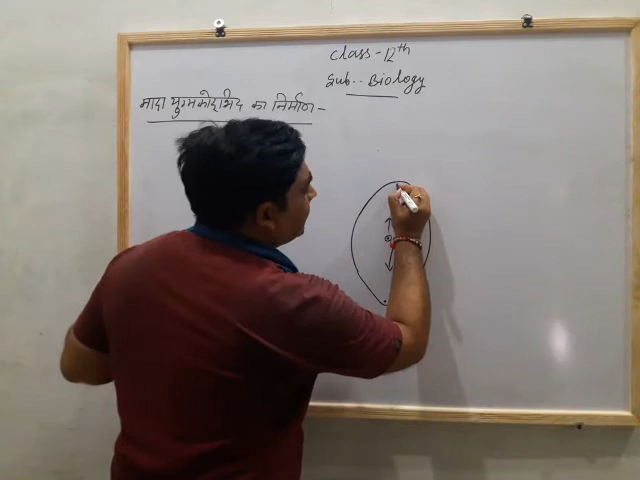 Class-12th
Sub.. Biology
मादा युग्मकोद्भिद का निर्माण-